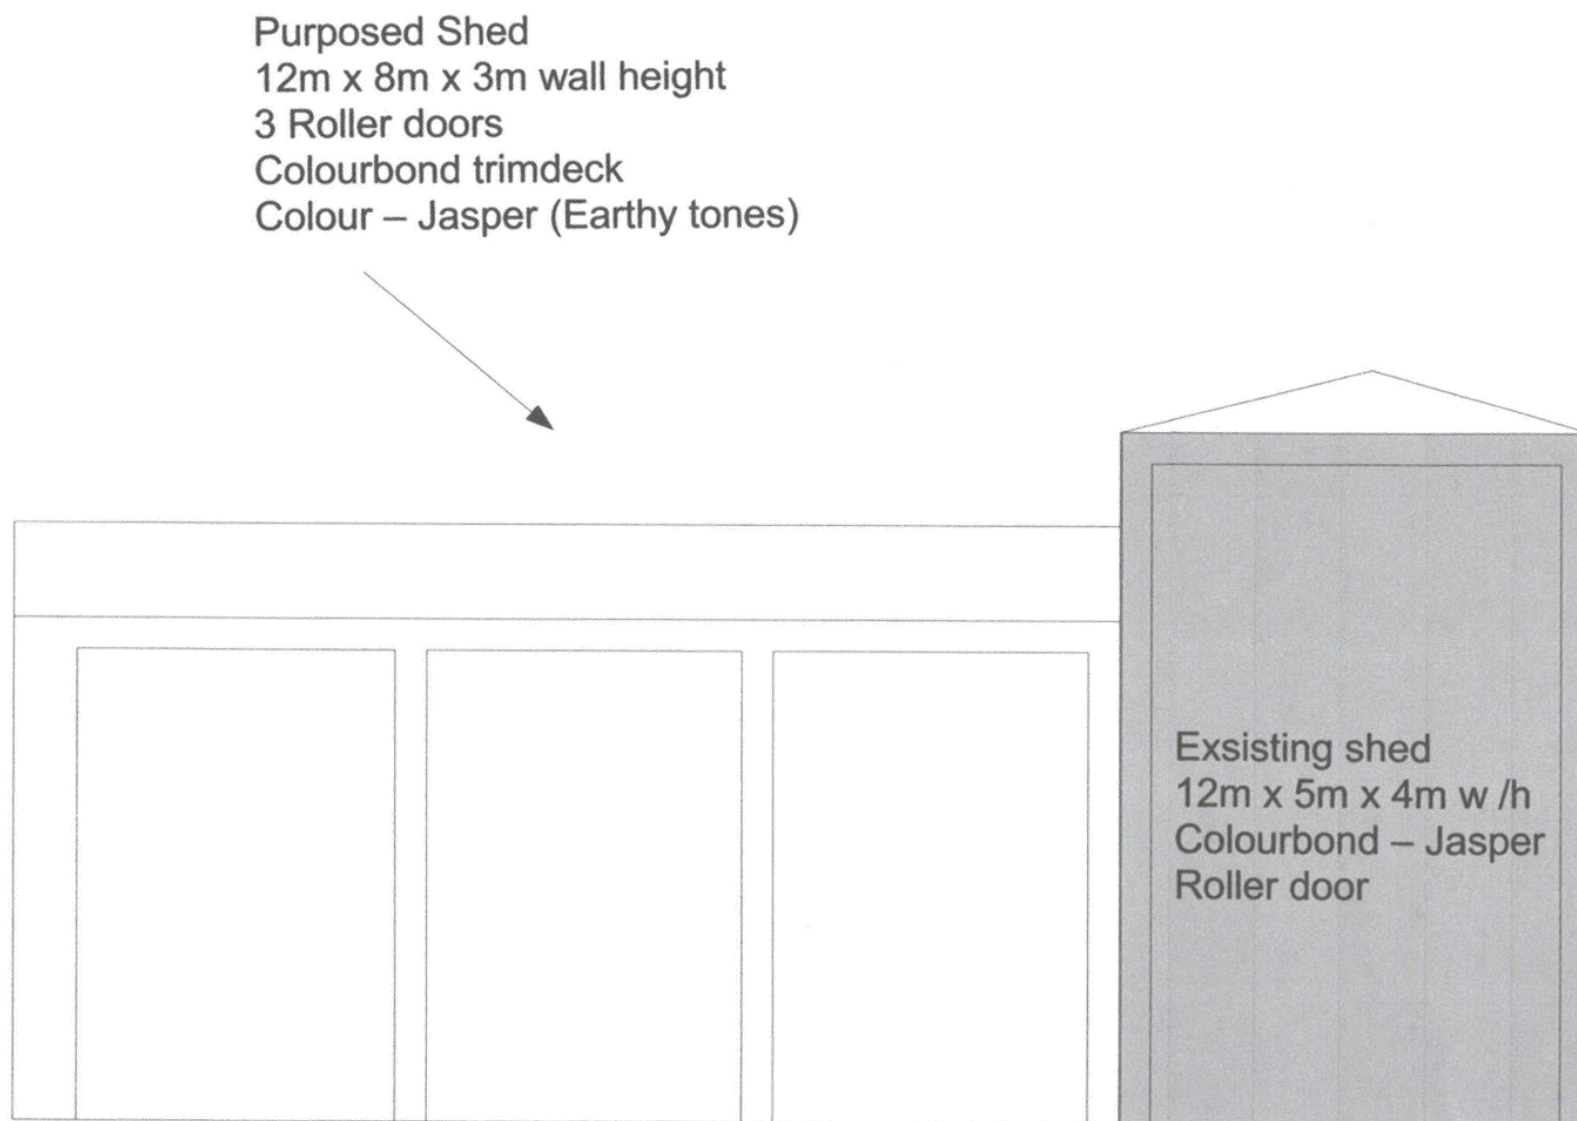 Purposed Shed
12m x 8m x 3m wall height
3 Roller doors
Colourbond trimdeck
Colour – Jasper (Earthy tones)
Exsisting shed
12m x 5m x 4m w /h
Colourbond – Jasper
Roller door